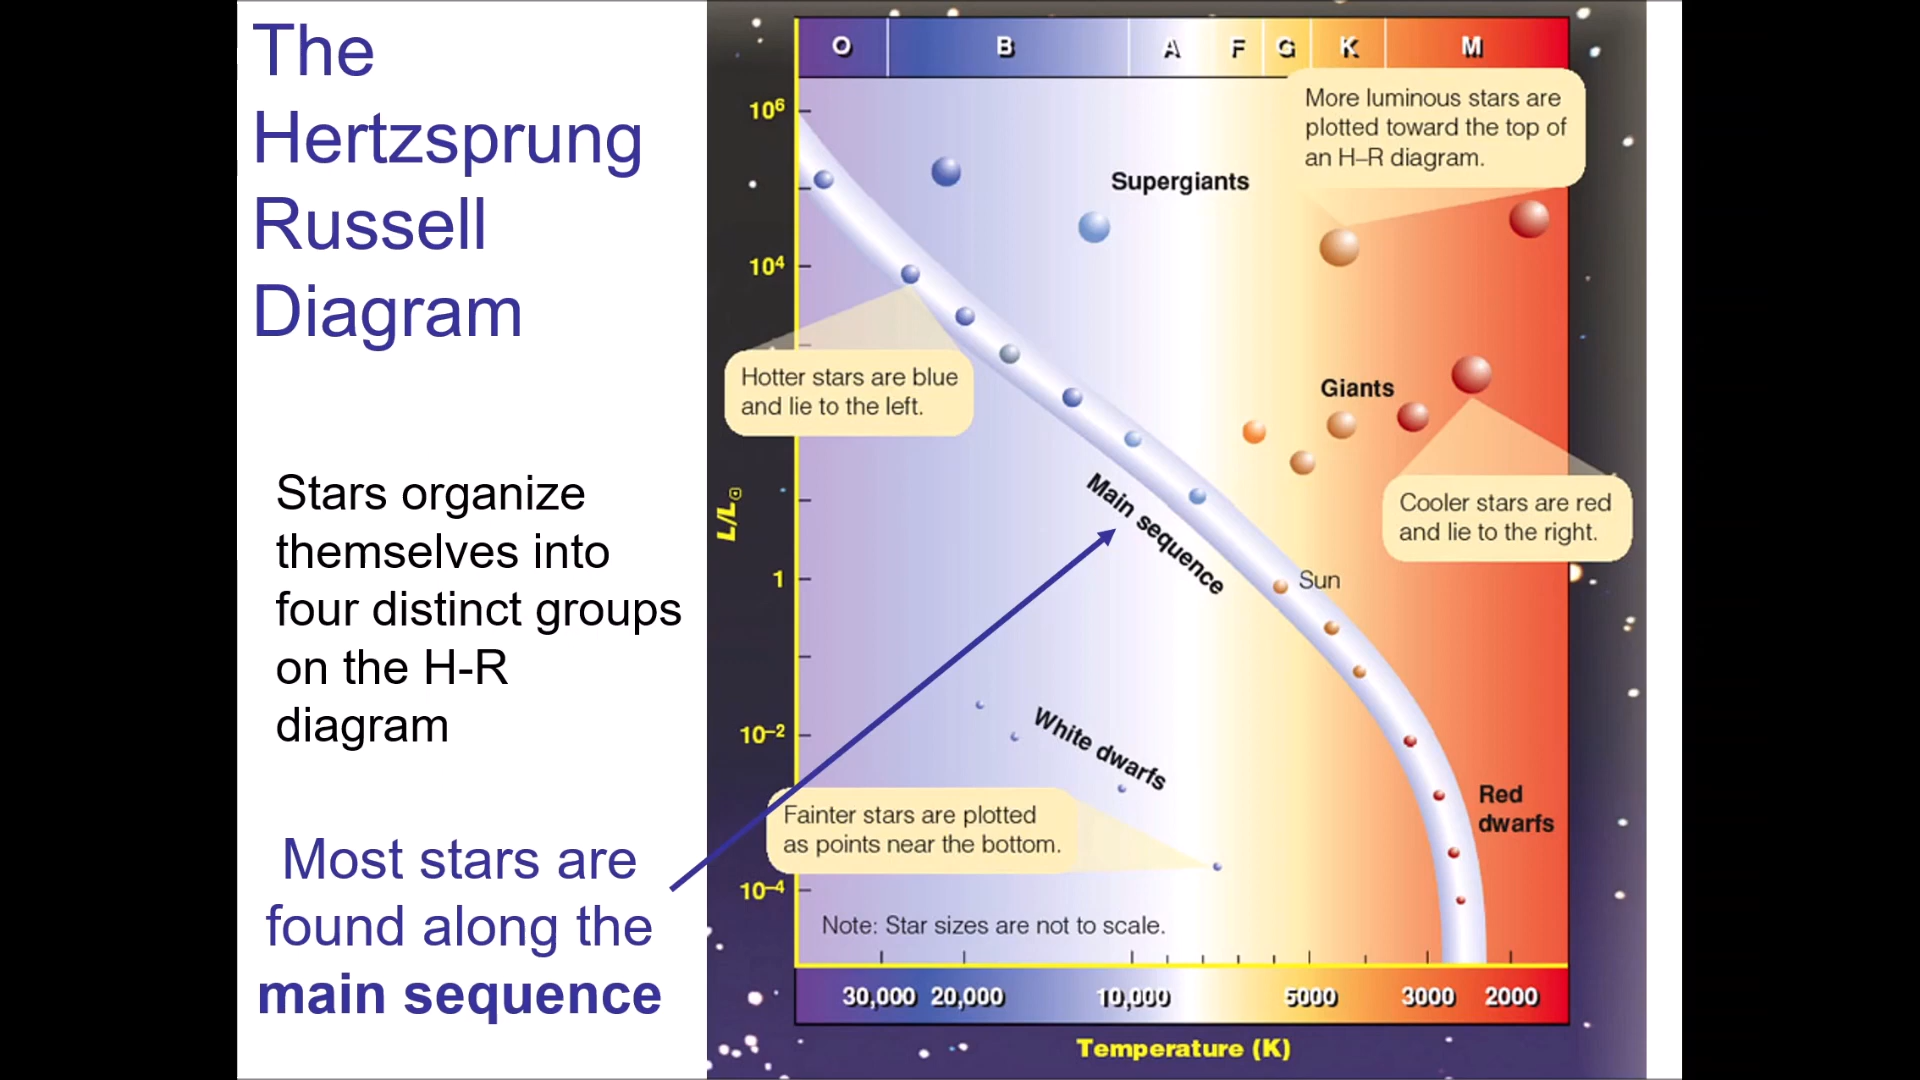 The
Hertzsprung
Russell
Diagram
Stars organize
themselves into
four distinct groups
on the H-R
diagram
Most stars are
found along the
main sequence
O B A F G K M
More luminous stars are
plotted toward the top of
an H–R diagram.
Supergiants
Hotter stars are blue
and lie to the left.
Giants
Cooler stars are red
and lie to the right.
Main sequence
Sun
White dwarfs
Red
dwarfs
Fainter stars are plotted
as points near the bottom.
Note: Star sizes are not to scale.
10⁶
10⁴
L/L☉
1
10⁻²
10⁻⁴
30,000 20,000 10,000 5000 3000 2000
Temperature (K)